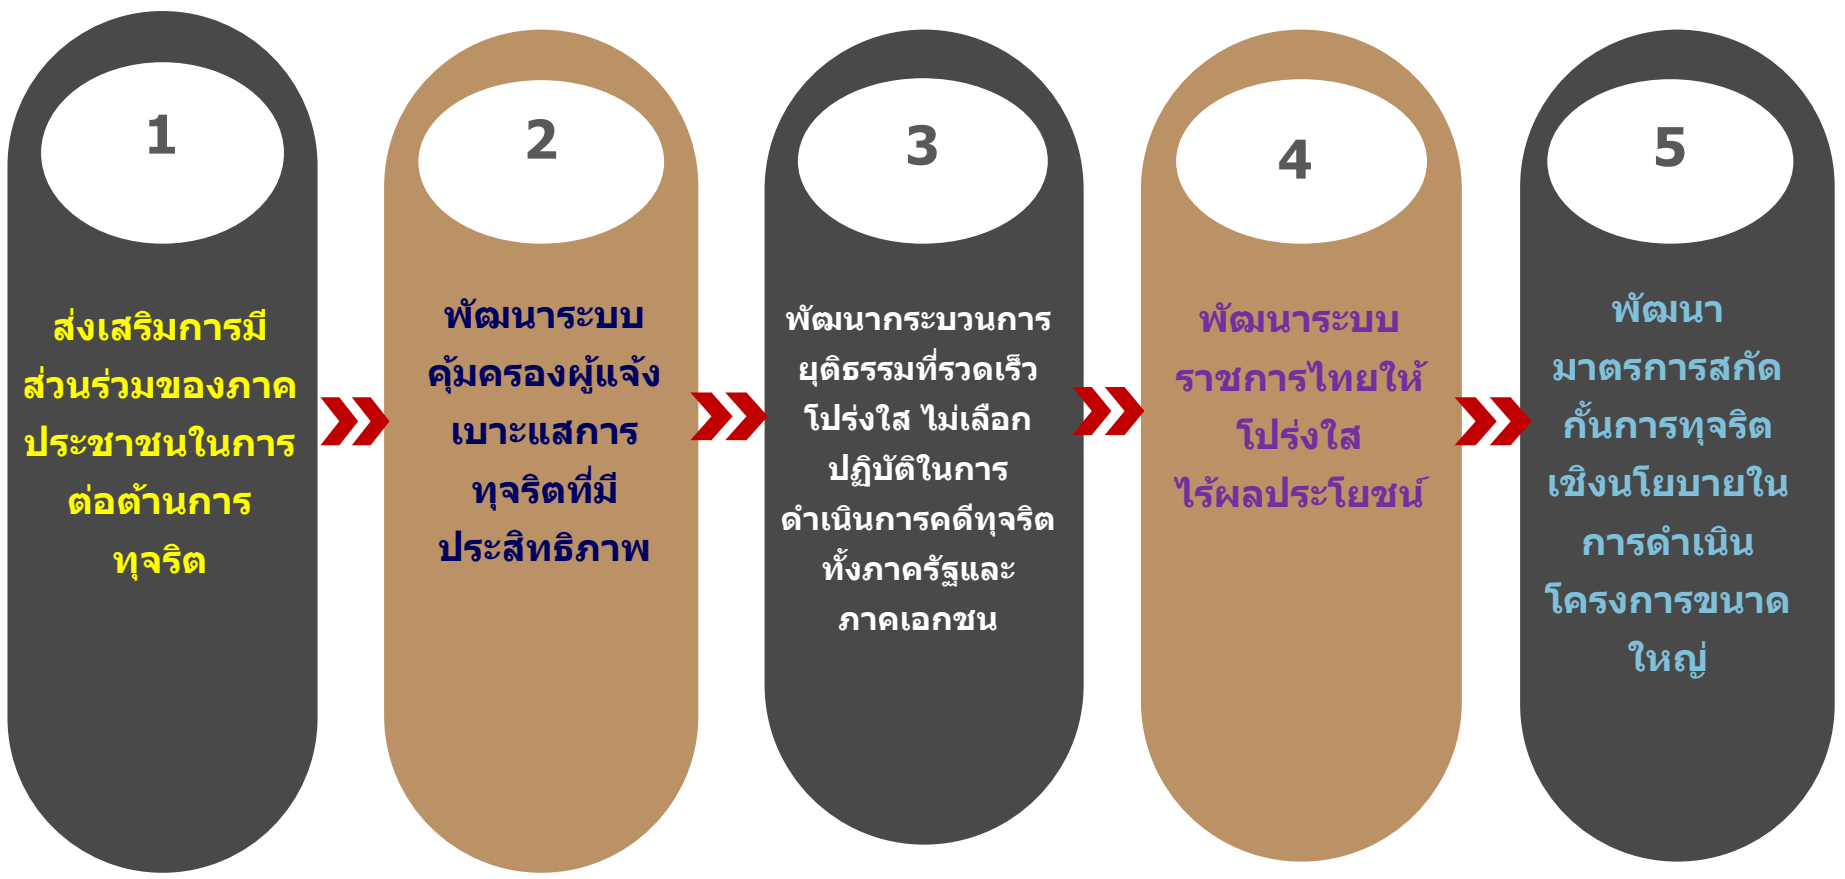 1
ส่งเสริมการมี
ส่วนร่วมของภาค
ประชาชนในการ
ต่อต้านการ
ทุจริต
2
พัฒนาระบบ
คุ้มครองผู้แจ้ง
เบาะแสการ
ทุจริตที่มี
ประสิทธิภาพ
3
พัฒนากระบวนการ
ยุติธรรมที่รวดเร็ว
โปร่งใส ไม่เลือก
ปฏิบัติในการ
ดำเนินการคดีทุจริต
ทั้งภาครัฐและ
ภาคเอกชน
4
พัฒนาระบบ
ราชการไทยให้
โปร่งใส
ไร้ผลประโยชน์
5
พัฒนา
มาตรการสกัด
กั้นการทุจริต
เชิงนโยบายใน
การดำเนิน
โครงการขนาด
ใหญ่